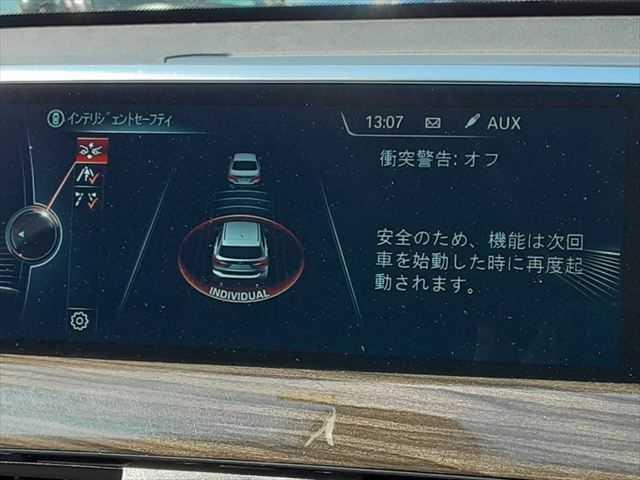 インテリジェントセーフティ
13:07 AUX
衝突警告: オフ
安全のため、機能は次回
車を始動した時に再度起
動されます。
INDIVIDUAL